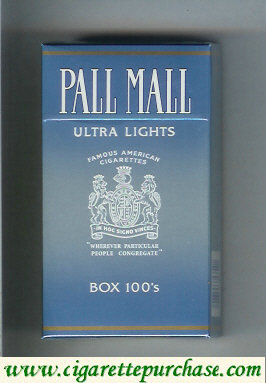 PALL MALL
ULTRA LIGHTS
FAMOUS AMERICAN
CIGARETTES
IN HOC SIGNO VINCES
"WHEREVER PARTICULAR
PEOPLE CONGREGATE"
BOX 100's
www.cigarettepurchase.com